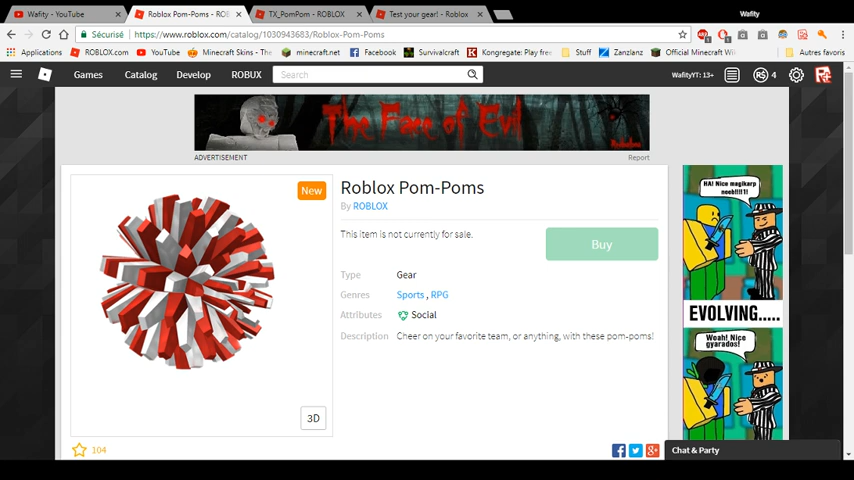 Wafity - YouTube
Roblox Pom-Poms - ROB
TX_PomPom - ROBLOX
Test your gear! - Roblox
Wafity
Sécurisé
https://www.roblox.com/catalog/1030943683/Roblox-Pom-Poms
Applications
ROBLOX.com
YouTube
Minecraft Skins - The
minecraft.net
Facebook
Survivalcraft
Kongregate: Play free
Stuff
Zanzlanz
Official Minecraft Wik
Autres favoris
Games
Catalog
Develop
ROBUX
Search
WafityYT: 13+
R$ 4
The Face of Evil
ADVERTISEMENT
Report
New
Roblox Pom-Poms
By ROBLOX
This item is not currently for sale.
Buy
Type Gear
Genres Sports , RPG
Attributes Social
Description Cheer on your favorite team, or anything, with these pom-poms!
3D
104
HA! Nice magikarp
noob!!!!!
EVOLVING.....
Woah! Nice
gyarados!
Chat & Party